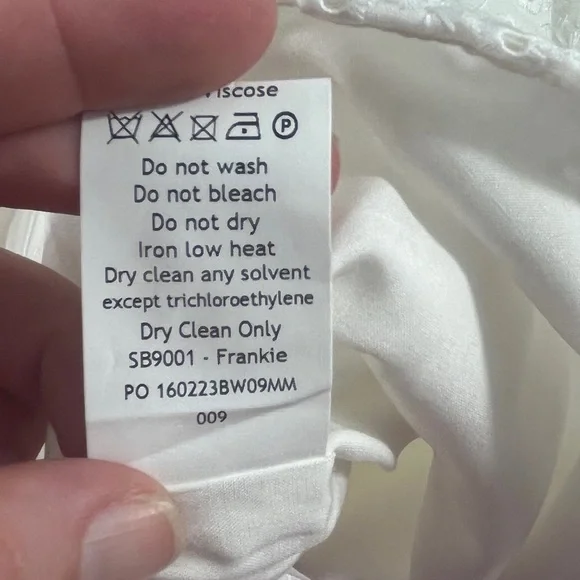 Viscose
P
Do not wash
Do not bleach
Do not dry
Iron low heat
Dry clean any solvent
except trichloroethylene
Dry Clean Only
SB9001 - Frankie
PO 160223BW09MM
009